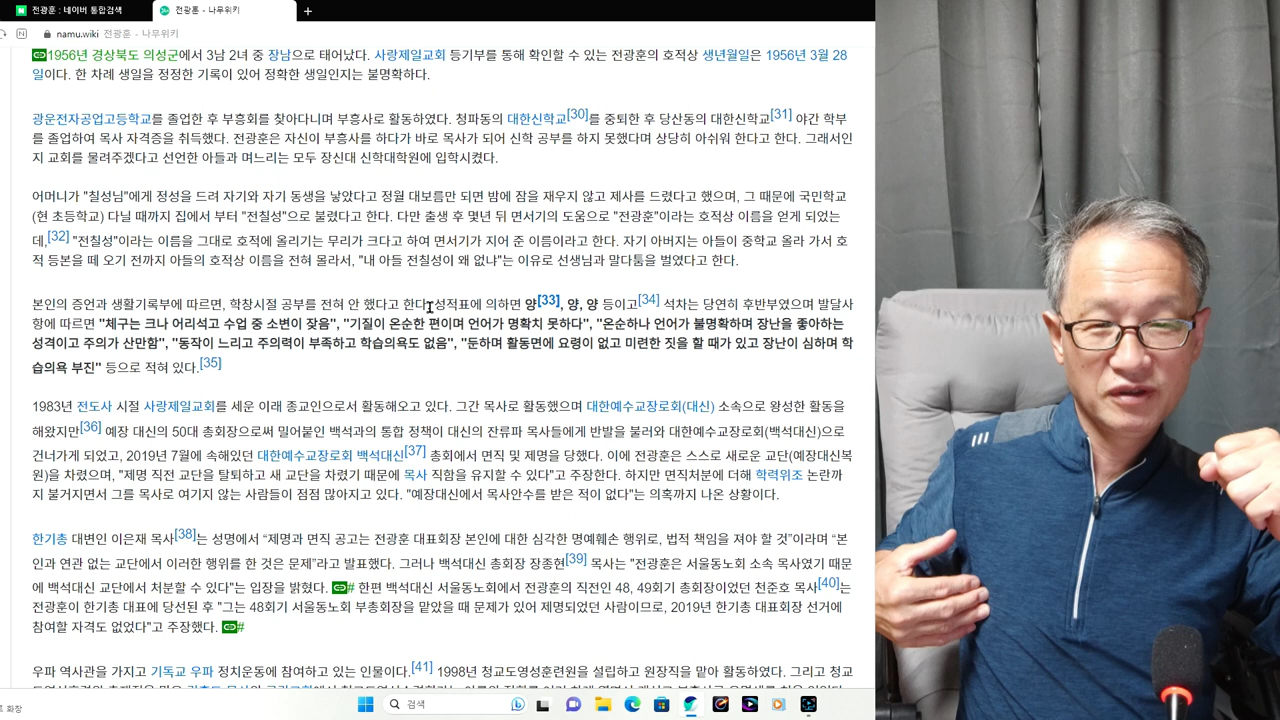 전광훈 : 네이버 통합검색
전광훈 - 나무위키
namu.wiki 전광훈 - 나무위키
1956년 경상북도 의성군에서 3남 2녀 중 장남으로 태어났다. 사랑제일교회 등기부를 통해 확인할 수 있는 전광훈의 호적상 생년월일은 1956년 3월 28
일이다. 한 차례 생일을 정정한 기록이 있어 정확한 생일인지는 불명확하다.
광운전자공업고등학교를 졸업한 후 부흥회를 찾아다니며 부흥사로 활동하였다. 청파동의 대한신학교[30]를 중퇴한 후 당산동의 대한신학교[31] 야간 학부
를 졸업하여 목사 자격증을 취득했다. 전광훈은 자신이 부흥사를 하다가 바로 목사가 되어 신학 공부를 하지 못했다며 상당히 아쉬워 한다고 한다. 그래서인
지 교회를 물려주겠다고 선언한 아들과 며느리는 모두 장신대 신학대학원에 입학시켰다.
어머니가 "칠성님"에게 정성을 드려 자기와 자기 동생을 낳았다고 정월 대보름만 되면 밤에 잠을 재우지 않고 제사를 드렸다고 했으며, 그 때문에 국민학교
(현 초등학교) 다닐 때까지 집에서 부터 "전칠성"으로 불렸다고 한다. 다만 출생 후 몇년 뒤 면서기의 도움으로 "전광훈"이라는 호적상 이름을 얻게 되었는
데,[32] "전칠성"이라는 이름을 그대로 호적에 올리기는 무리가 크다고 하여 면서기가 지어 준 이름이라고 한다. 자기 아버지는 아들이 중학교 올라 가서 호
적 등본을 떼 오기 전까지 아들의 호적상 이름을 전혀 몰라서, "내 아들 전칠성이 왜 없냐"는 이유로 선생님과 말다툼을 벌였다고 한다.
본인의 증언과 생활기록부에 따르면, 학창시절 공부를 전혀 안 했다고 한다. 성적표에 의하면 양[33], 양, 양 등이고[34] 석차는 당연히 후반부였으며 발달사
항에 따르면 "체구는 크나 어리석고 수업 중 소변이 잦음", "기질이 온순한 편이며 언어가 명확치 못하다", "온순하나 언어가 불명확하며 장난을 좋아하는
성격이고 주의가 산만함", "동작이 느리고 주의력이 부족하고 학습의욕도 없음", "둔하며 활동면에 요령이 없고 미련한 짓을 할 때가 있고 장난이 심하며 학
습의욕 부진" 등으로 적혀 있다.[35]
1983년 전도사 시절 사랑제일교회를 세운 이래 종교인으로서 활동해오고 있다. 그간 목사로 활동했으며 대한예수교장로회(대신) 소속으로 왕성한 활동을
해왔지만[36] 예장 대신의 50대 총회장으로써 밀어붙인 백석과의 통합 정책이 대신의 잔류파 목사들에게 반발을 불러와 대한예수교장로회(백석대신)으로
건너가게 되었고, 2019년 7월에 속해있던 대한예수교장로회 백석대신[37] 총회에서 면직 및 제명을 당했다. 이에 전광훈은 스스로 새로운 교단(예장대신복
원)을 차렸으며, "제명 직전 교단을 탈퇴하고 새 교단을 차렸기 때문에 목사 직함을 유지할 수 있다"고 주장한다. 하지만 면직처분에 더해 학력위조 논란까
지 불거지면서 그를 목사로 여기지 않는 사람들이 점점 많아지고 있다. "예장대신에서 목사안수를 받은 적이 없다"는 의혹까지 나온 상황이다.
한기총 대변인 이은재 목사[38]는 성명에서 “제명과 면직 공고는 전광훈 대표회장 본인에 대한 심각한 명예훼손 행위로, 법적 책임을 져야 할 것”이라며 “본
인과 연관 없는 교단에서 이러한 행위를 한 것은 문제”라고 발표했다. 그러나 백석대신 총회장 장종현[39] 목사는 "전광훈은 서울노회 소속 목사였기 때문
에 백석대신 교단에서 처분할 수 있다"는 입장을 밝혔다. # 한편 백석대신 서울동노회에서 전광훈의 직전인 48, 49회기 총회장이었던 천준호 목사[40]는
전광훈이 한기총 대표에 당선된 후 "그는 48회기 서울동노회 부총회장을 맡았을 때 문제가 있어 제명되었던 사람이므로, 2019년 한기총 대표회장 선거에
참여할 자격도 없었다"고 주장했다. #
우파 역사관을 가지고 기독교 우파 정치운동에 참여하고 있는 인물이다.[41] 1998년 청교도영성훈련원을 설립하고 원장직을 맡아 활동하였다. 그리고 청교
검색